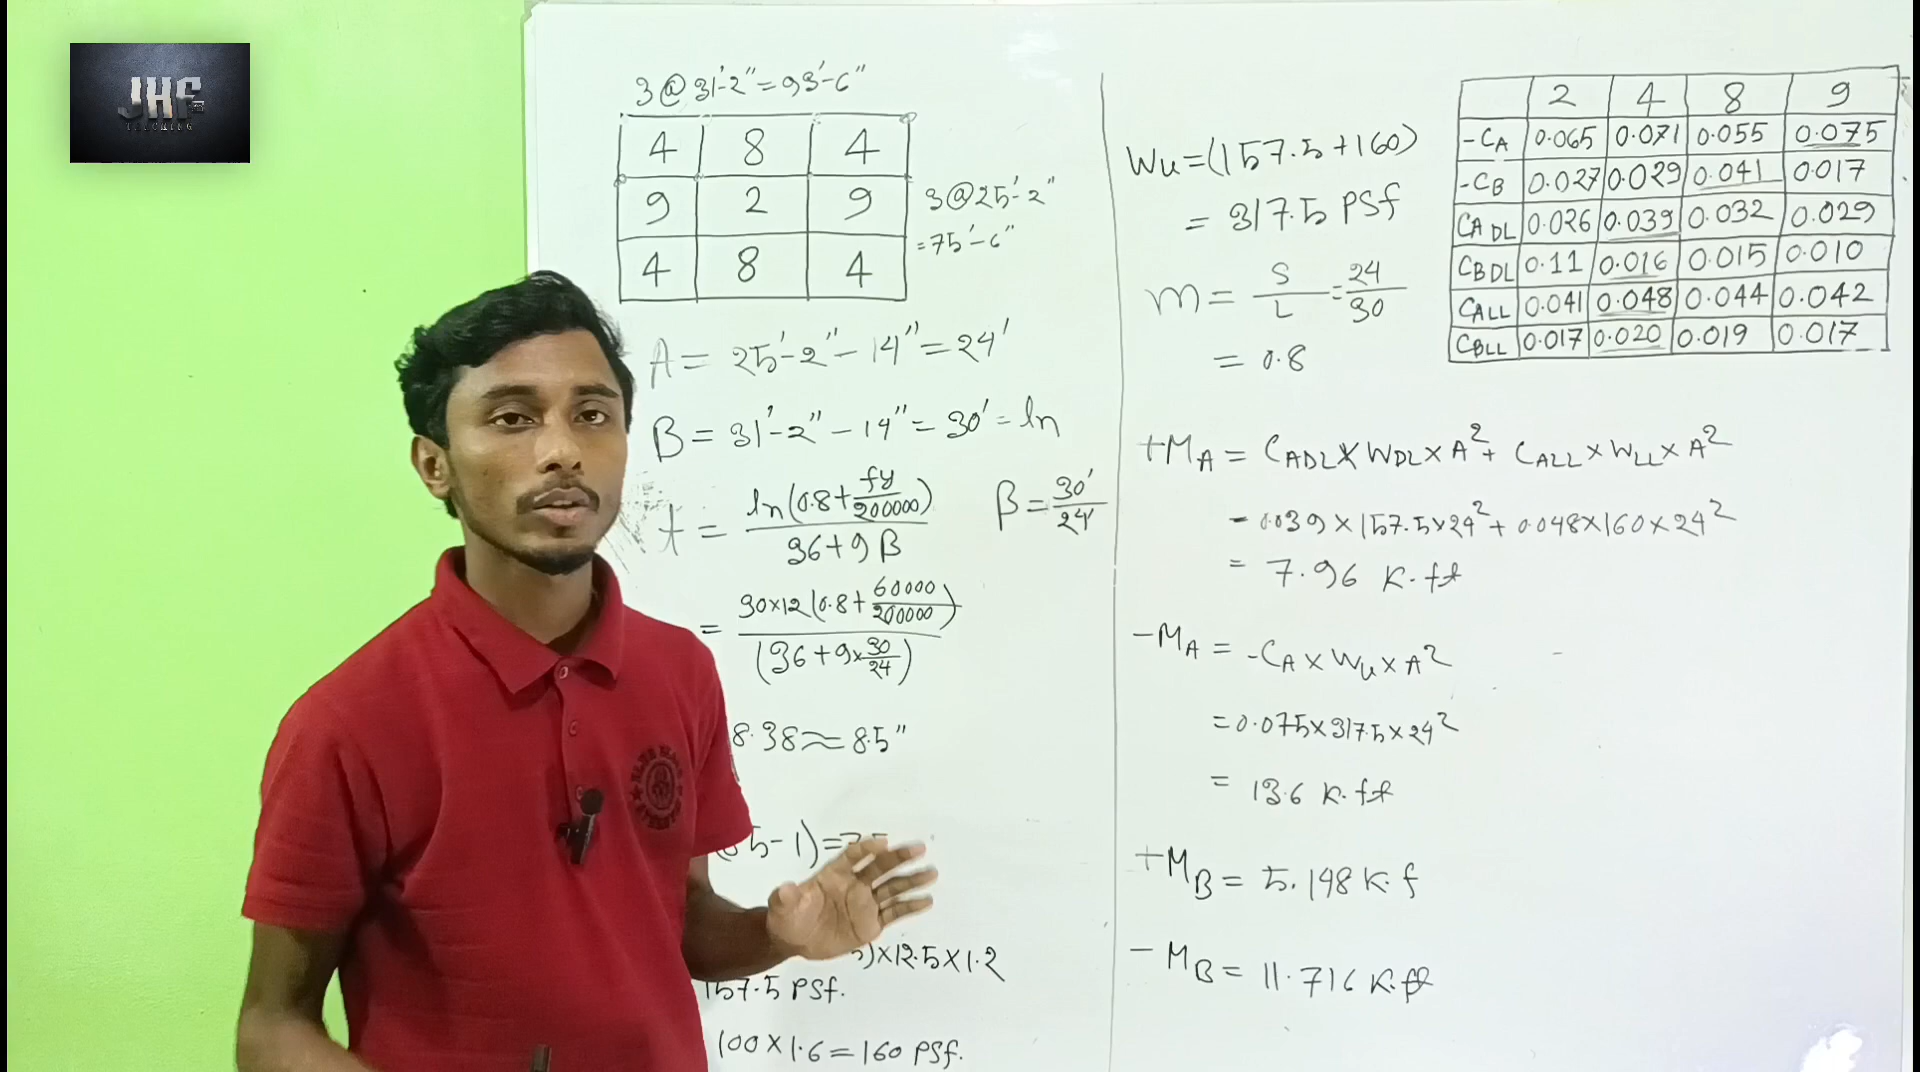 JHF
TEACHING
3@31'-2"=93'-6"
4 8 4
9 2 9
4 8 4
3@25'-2"
=75'-6"
A = 25'-2"-14"=24'
B = 31'-2"-14"=30'=ln
t = ln(0.8+fy/200000) / 36+9β
β=30'/24'
= 30×12(0.8+60000/200000) / (36+9×30/24)
8.38≈8.5"
5-1)=
)×12.5×1.2
157.5 PSf.
100×1.6=160 PSf.
Wu=(157.5+160)
= 317.5 PSf
m = S/L = 24/30
= 0.8
2 4 8 9
-CA 0.065 0.071 0.055 0.075
-CB 0.027 0.029 0.041 0.017
CADL 0.026 0.039 0.032 0.029
CBDL 0.11 0.016 0.015 0.010
CALL 0.041 0.048 0.044 0.042
CBLL 0.017 0.020 0.019 0.017
+MA = CADL×WDL×A²+ CALL×WLL×A²
= 0.039×157.5×24²+0.048×160×24²
= 7.96 K.ft
-MA = -CA×Wu×A²
=0.075×317.5×24²
= 13.6 K.ft
+MB = 5.148 K.f
-MB = 11.716 K.ft